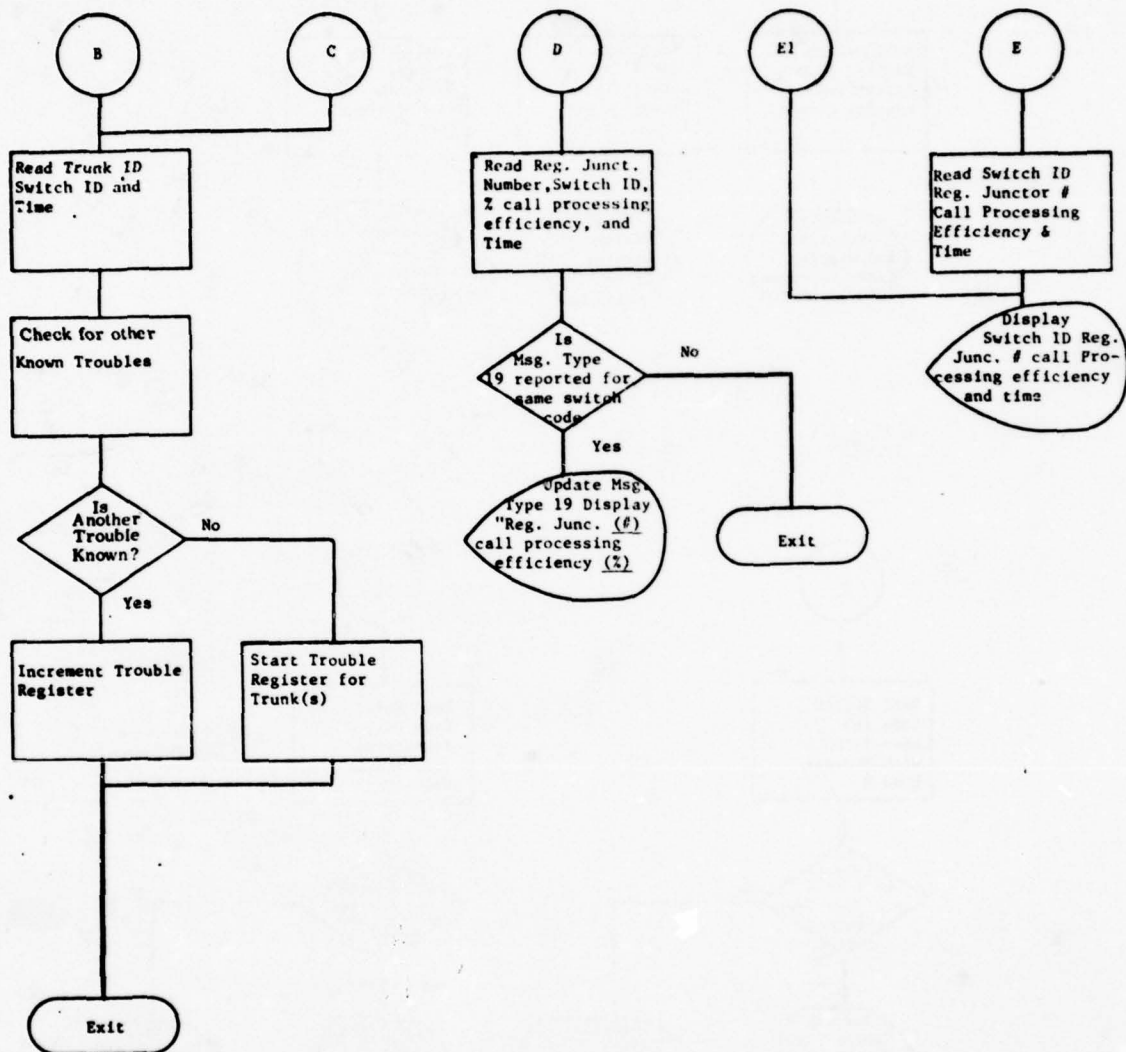 B
C
D
E1
E
Read Trunk ID
Switch ID and
Time
Read Reg. Junct.
Number, Switch ID,
% call processing
efficiency, and
Time
Read Switch ID
Reg. Junctor #
Call Processing
Efficiency &
Time
Check for other
Known Troubles
Is
Msg. Type
19 reported for
same switch
code
No
Yes
Display
Switch ID Reg.
Junc. # call Pro-
cessing efficiency
and time
Is
Another
Trouble
Known?
No
Yes
Update Msg.
Type 19 Display
"Reg. Junc. (#)
call processing
efficiency (%)
Exit
Increment Trouble
Register
Start Trouble
Register for
Trunk(s)
Exit